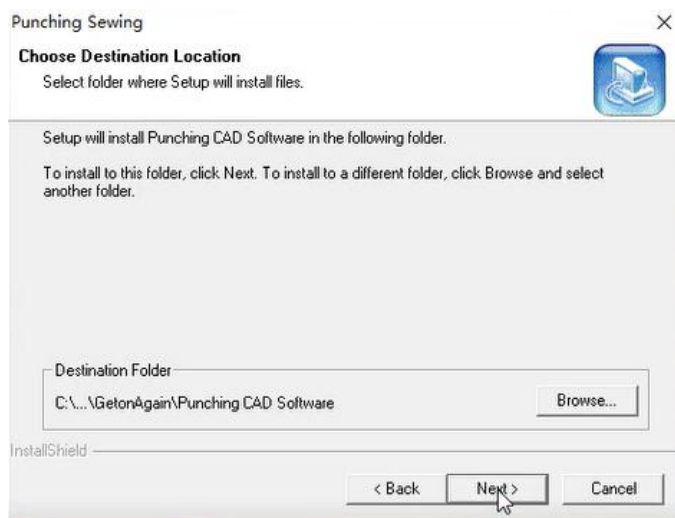 Punching Sewing
Choose Destination Location
Select folder where Setup will install files.
Setup will install Punching CAD Software in the following folder.
To install to this folder, click Next. To install to a different folder, click Browse and select
another folder.
Destination Folder
C:\...\GetonAgain\Punching CAD Software
Browse...
InstallShield
< Back
Next >
Cancel